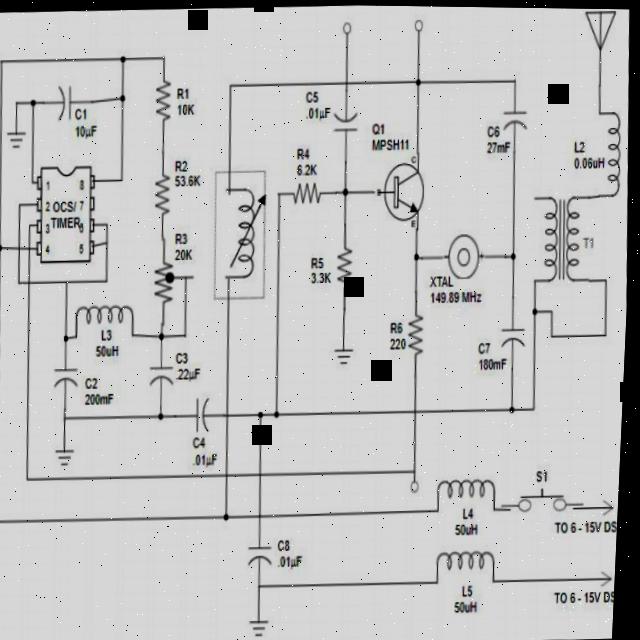 C1
10µF
R1
10K
R2
53.6K
R3
20K
1
8
2
7
OCS/
TIMER
3
6
4
5
L3
50uH
C2
200mF
C3
.22µF
C4
.01µF
C5
.01µF
R4
6.2K
R5
3.3K
Q1
MPSH11
C
E
R6
220
XTAL
149.89 MHz
C6
27mF
C7
180mF
L2
0.06uH
T1
C8
.01µF
L4
50uH
S1
TO 6 - 15V DS
L5
50uH
TO 6 - 15V DS